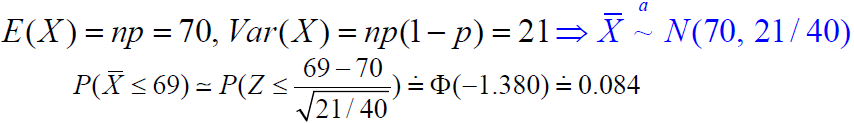 E(X) = np = 70, Var(X) = np(1 − p) = 21 ⇒ X̄ ~ᵃ N(70, 21 / 40)
P(X̄ ≤ 69) ≃ P(Z ≤ (69 − 70)/√(21 / 40)) ≐ Φ(−1.380) ≐ 0.084